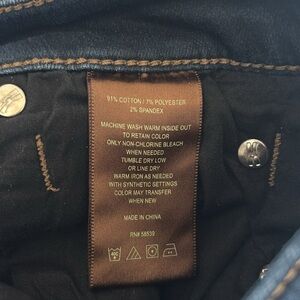 91% COTTON / 7% POLYESTER
2% SPANDEX
MACHINE WASH WARM INSIDE OUT
TO RETAIN COLOR
ONLY NON-CHLORINE BLEACH
WHEN NEEDED
TUMBLE DRY LOW
OR LINE DRY
WARM IRON AS NEEDED
WITH SYNTHETIC SETTINGS
COLOR MAY TRANSFER
WHEN NEW
MADE IN CHINA
RN# 58539